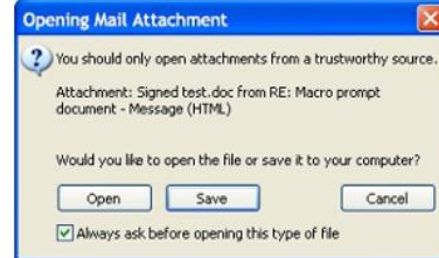 Opening Mail Attachment
You should only open attachments from a trustworthy source.
Attachment: Signed test.doc from RE: Macro prompt
document - Message (HTML)
Would you like to open the file or save it to your computer?
Open Save Cancel
Always ask before opening this type of file